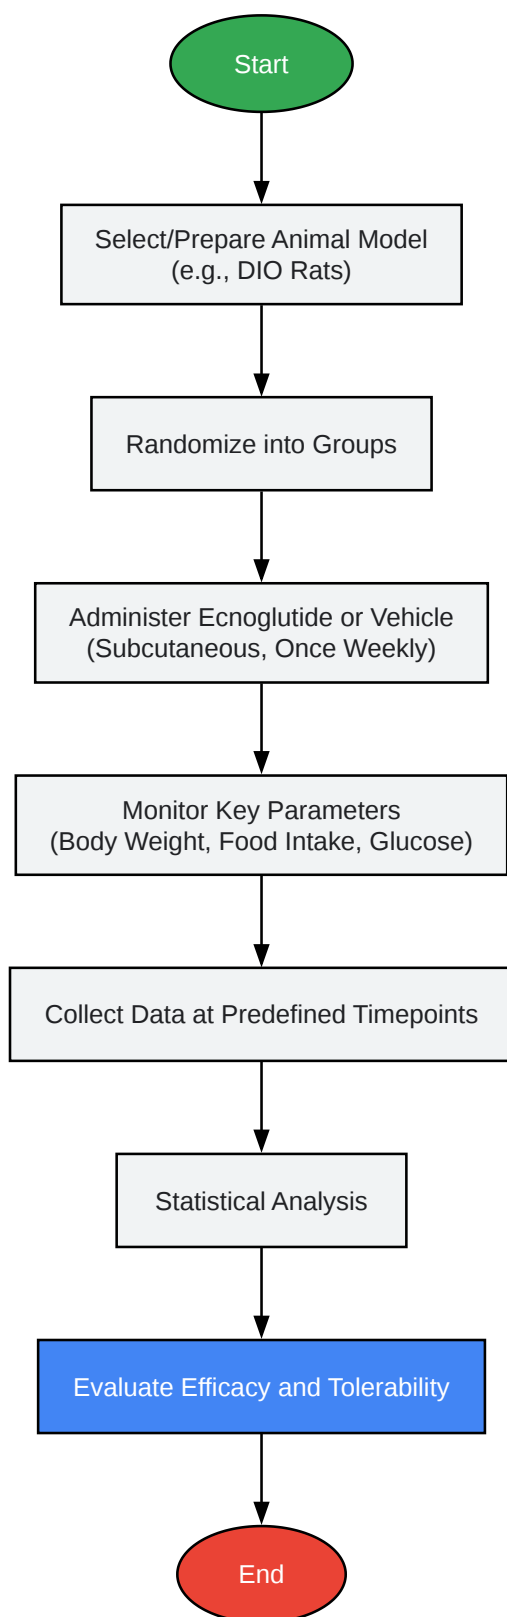 Start
Select/Prepare Animal Model
(e.g., DIO Rats)
Randomize into Groups
Administer Ecnoglutide or Vehicle
(Subcutaneous, Once Weekly)
Monitor Key Parameters
(Body Weight, Food Intake, Glucose)
Collect Data at Predefined Timepoints
Statistical Analysis
Evaluate Efficacy and Tolerability
End